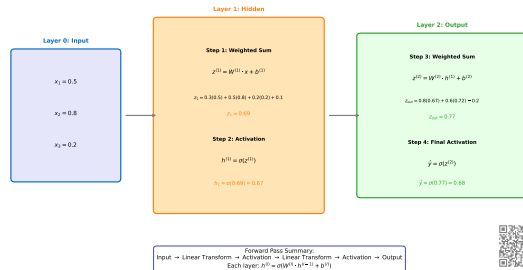 Layer 0: Input
x₁ = 0.5
x₂ = 0.8
x₃ = 0.2
Layer 1: Hidden
Step 1: Weighted Sum
z⁽¹⁾ = W⁽¹⁾ · x + b⁽¹⁾
z₁ = 0.3(0.5) + 0.5(0.8) + 0.2(0.2) + 0.1
z₁ = 0.69
Step 2: Activation
h⁽¹⁾ = σ(z⁽¹⁾)
h₁ = σ(0.69) = 0.67
Layer 2: Output
Step 3: Weighted Sum
z⁽²⁾ = W⁽²⁾ · h⁽¹⁾ + b⁽²⁾
z_out = 0.8(0.67) + 0.6(0.72) − 0.2
z_out = 0.77
Step 4: Final Activation
ŷ = σ(z⁽²⁾)
ŷ = σ(0.77) = 0.68
Forward Pass Summary:
Input → Linear Transform → Activation → Linear Transform → Activation → Output
Each layer: h⁽ˡ⁾ = σ(W⁽ˡ⁾ · h⁽ˡ⁻¹⁾ + b⁽ˡ⁾)